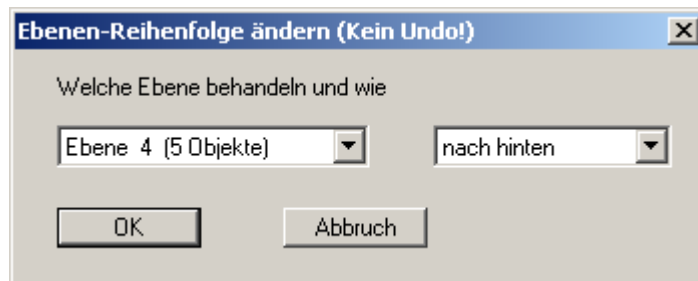 Ebenen-Reihenfolge ändern (Kein Undo!)
Welche Ebene behandeln und wie
Ebene 4 (5 Objekte) nach hinten
OK Abbruch